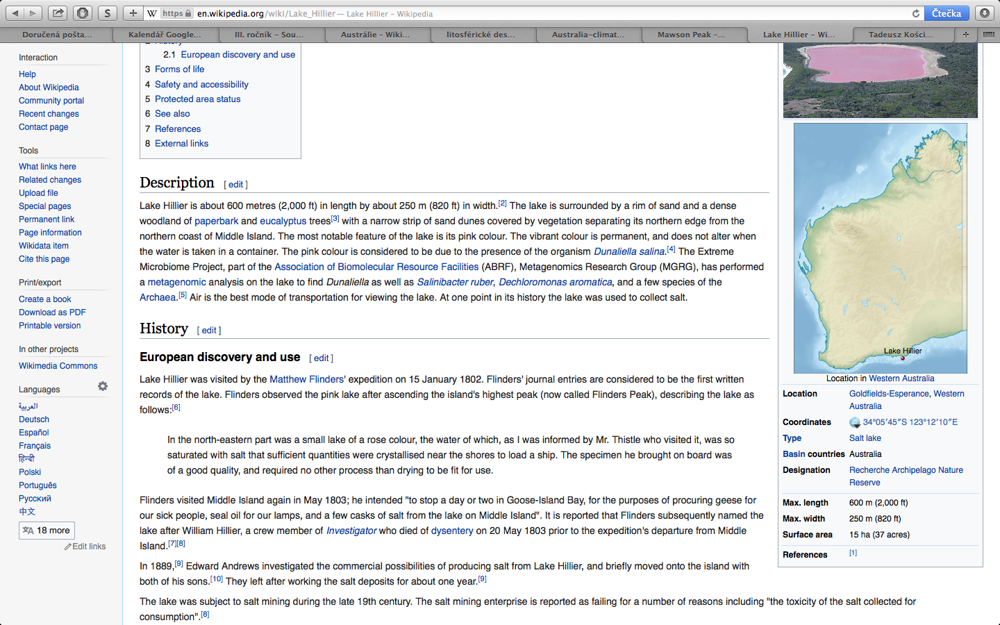 S
+
W https en.wikipedia.org/wiki/Lake_Hillier — Lake Hillier – Wikipedia
Čtečka
Doručená pošta...
Kalendář Google...
III. ročník – Sou...
Austrálie – Wiki...
litosférické des...
Australia-climat...
Mawson Peak –...
Lake Hillier – Wi...
Tadeusz Kości...
+
Interaction
Help
About Wikipedia
Community portal
Recent changes
Contact page
Tools
What links here
Related changes
Upload file
Special pages
Permanent link
Page information
Wikidata item
Cite this page
Print/export
Create a book
Download as PDF
Printable version
In other projects
Wikimedia Commons
Languages
العربية
Deutsch
Español
Français
हिन्दी
Polski
Português
Русский
中文
18 more
Edit links
2 History
2.1 European discovery and use
3 Forms of life
4 Safety and accessibility
5 Protected area status
6 See also
7 References
8 External links
Description [ edit ]
Lake Hillier is about 600 metres (2,000 ft) in length by about 250 m (820 ft) in width.[2] The lake is surrounded by a rim of sand and a dense
woodland of paperbark and eucalyptus trees[3] with a narrow strip of sand dunes covered by vegetation separating its northern edge from the
northern coast of Middle Island. The most notable feature of the lake is its pink colour. The vibrant colour is permanent, and does not alter when
the water is taken in a container. The pink colour is considered to be due to the presence of the organism Dunaliella salina.[4] The Extreme
Microbiome Project, part of the Association of Biomolecular Resource Facilities (ABRF), Metagenomics Research Group (MGRG), has performed
a metagenomic analysis on the lake to find Dunaliella as well as Salinibacter ruber, Dechloromonas aromatica, and a few species of the
Archaea.[5] Air is the best mode of transportation for viewing the lake. At one point in its history the lake was used to collect salt.
History [ edit ]
European discovery and use [ edit ]
Lake Hillier was visited by the Matthew Flinders' expedition on 15 January 1802. Flinders' journal entries are considered to be the first written
records of the lake. Flinders observed the pink lake after ascending the island's highest peak (now called Flinders Peak), describing the lake as
follows:[6]
In the north-eastern part was a small lake of a rose colour, the water of which, as I was informed by Mr. Thistle who visited it, was so
saturated with salt that sufficient quantities were crystallised near the shores to load a ship. The specimen he brought on board was
of a good quality, and required no other process than drying to be fit for use.
Flinders visited Middle Island again in May 1803; he intended "to stop a day or two in Goose-Island Bay, for the purposes of procuring geese for
our sick people, seal oil for our lamps, and a few casks of salt from the lake on Middle Island". It is reported that Flinders subsequently named the
lake after William Hillier, a crew member of Investigator who died of dysentery on 20 May 1803 prior to the expedition's departure from Middle
Island.[7][8]
In 1889,[9] Edward Andrews investigated the commercial possibilities of producing salt from Lake Hillier, and briefly moved onto the island with
both of his sons.[10] They left after working the salt deposits for about one year.[9]
The lake was subject to salt mining during the late 19th century. The salt mining enterprise is reported as failing for a number of reasons including "the toxicity of the salt collected for
consumption".[8]
Lake Hillier
Location in Western Australia
Location Goldfields-Esperance, Western
Australia
Coordinates 34°05′45″S 123°12′10″E
Type Salt lake
Basin countries Australia
Designation Recherche Archipelago Nature
Reserve
Max. length 600 m (2,000 ft)
Max. width 250 m (820 ft)
Surface area 15 ha (37 acres)
References [1]